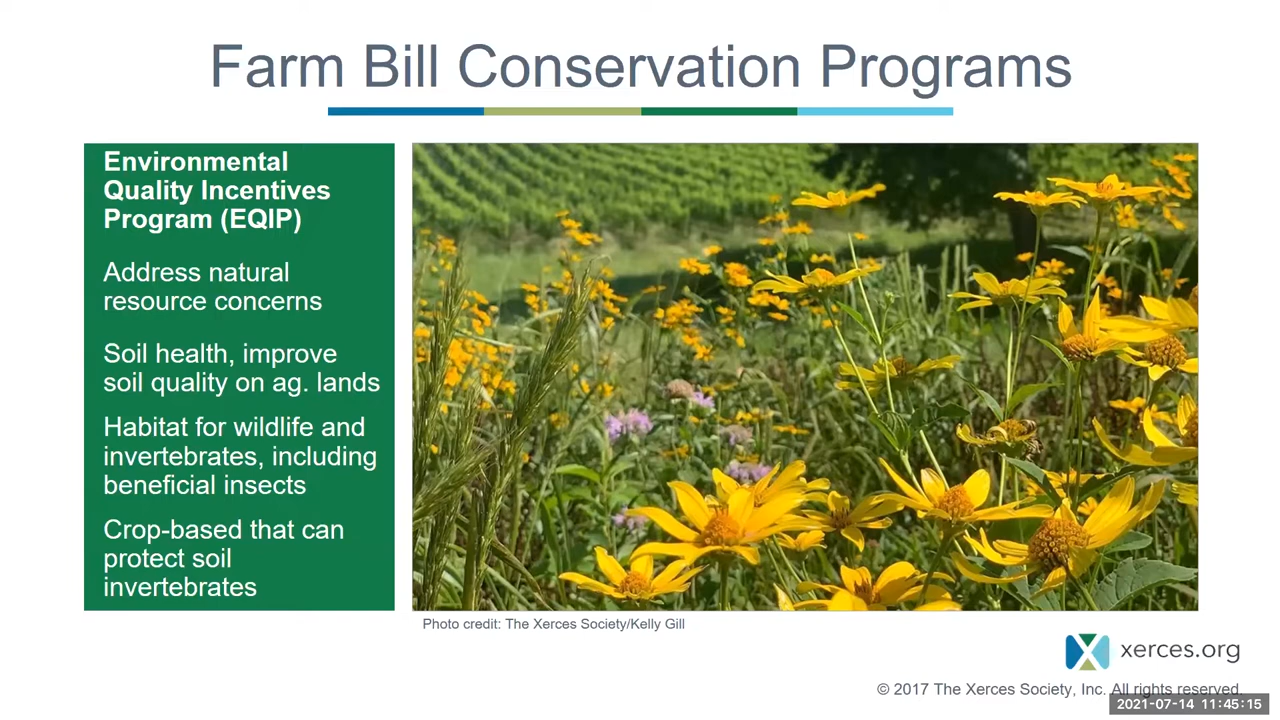 Farm Bill Conservation Programs
Environmental
Quality Incentives
Program (EQIP)
Address natural
resource concerns
Soil health, improve
soil quality on ag. lands
Habitat for wildlife and
invertebrates, including
beneficial insects
Crop-based that can
protect soil
invertebrates
Photo credit: The Xerces Society/Kelly Gill
xerces.org
© 2017 The Xerces Society, Inc. All rights reserved.
2021-07-14 11:45:15